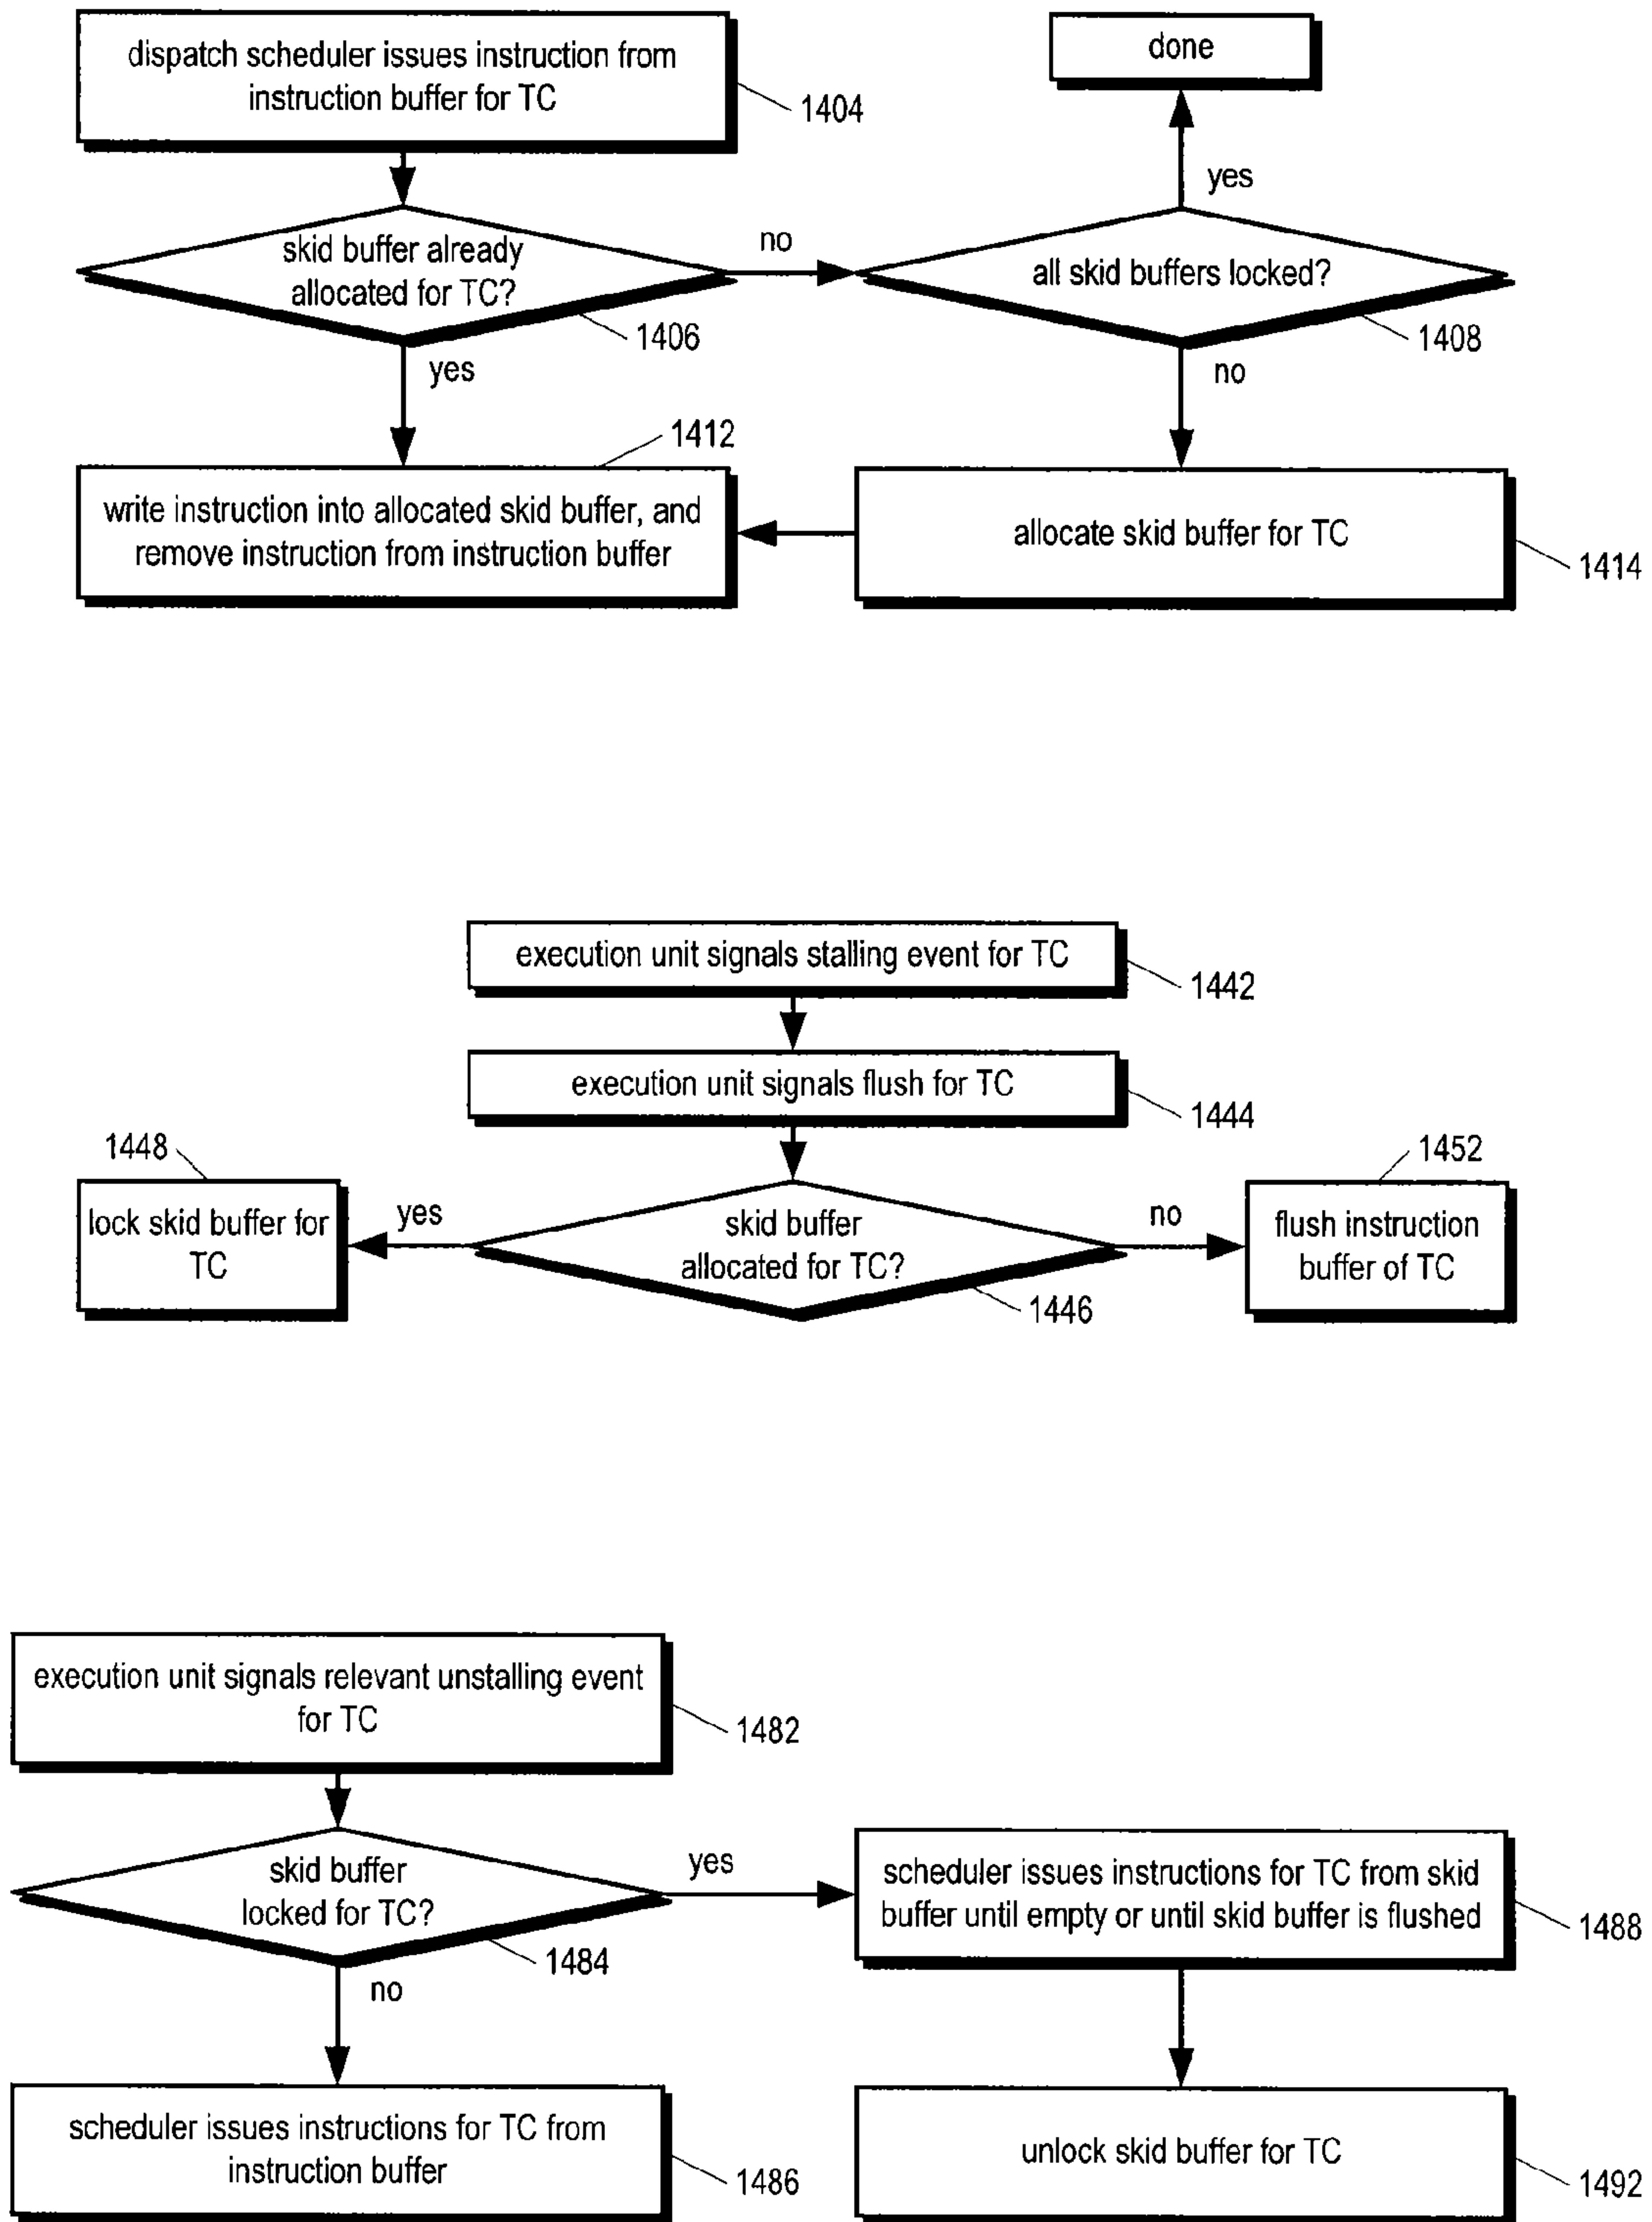 dispatch scheduler issues instruction from
instruction buffer for TC
1404
done
yes
skid buffer already
allocated for TC?
1406
no
all skid buffers locked?
1408
yes
no
1412
write instruction into allocated skid buffer, and
remove instruction from instruction buffer
allocate skid buffer for TC
1414
execution unit signals stalling event for TC
1442
execution unit signals flush for TC
1444
1448
lock skid buffer for
TC
yes
skid buffer
allocated for TC?
1446
no
1452
flush instruction
buffer of TC
execution unit signals relevant unstalling event
for TC
1482
skid buffer
locked for TC?
1484
yes
scheduler issues instructions for TC from skid
buffer until empty or until skid buffer is flushed
1488
no
scheduler issues instructions for TC from
instruction buffer
1486
unlock skid buffer for TC
1492